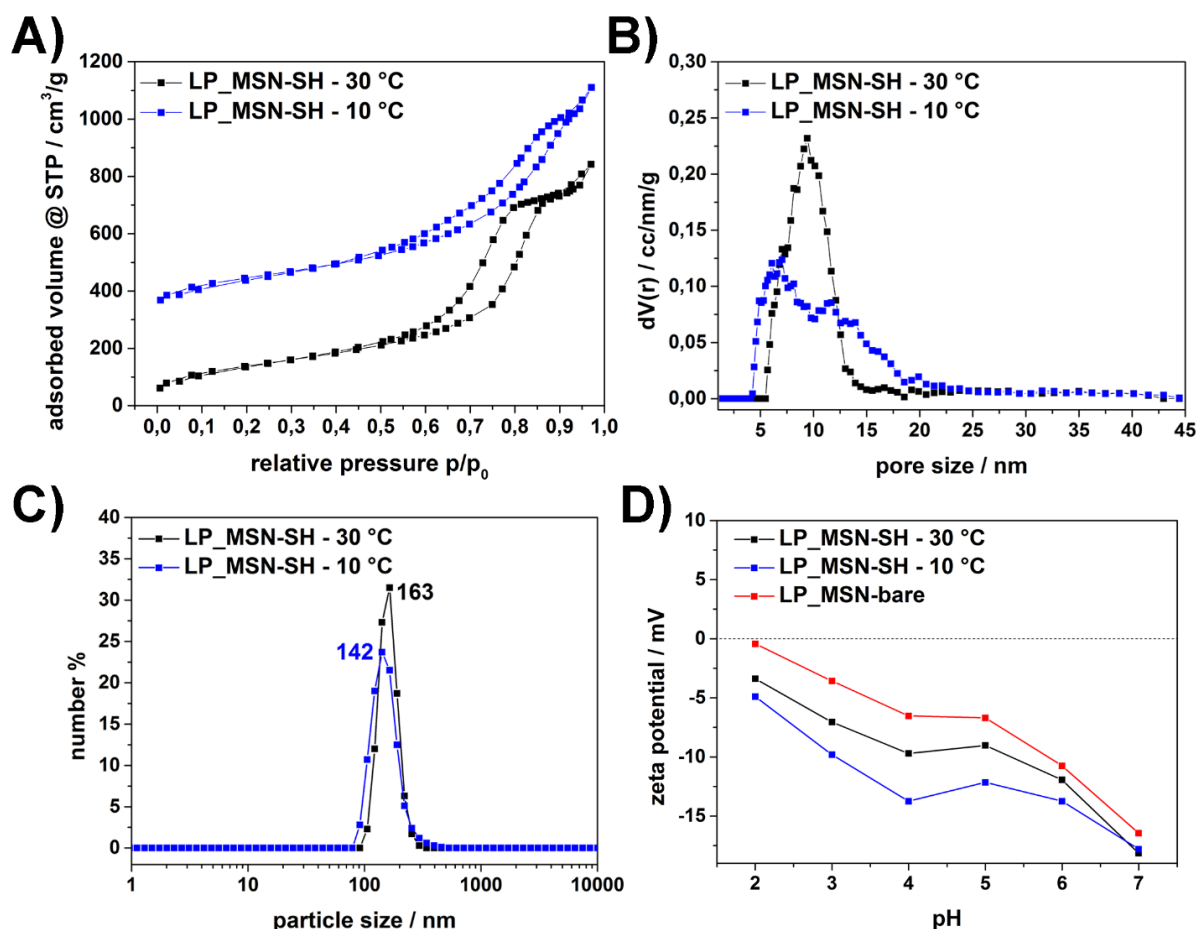 A)
LP_MSN-SH - 30 °C
LP_MSN-SH - 10 °C
adsorbed volume @ STP / cm³/g
1200
1000
800
600
400
200
0
0,0 0,1 0,2 0,3 0,4 0,5 0,6 0,7 0,8 0,9 1,0
relative pressure p/p₀
B)
LP_MSN-SH - 30 °C
LP_MSN-SH - 10 °C
dV(r) / cc/nm/g
0,30
0,25
0,20
0,15
0,10
0,05
0,00
5 10 15 20 25 30 35 40 45
pore size / nm
C)
LP_MSN-SH - 30 °C
LP_MSN-SH - 10 °C
163
142
number %
40
35
30
25
20
15
10
5
0
1 10 100 1000 10000
particle size / nm
D)
LP_MSN-SH - 30 °C
LP_MSN-SH - 10 °C
LP_MSN-bare
zeta potential / mV
10
5
0
-5
-10
-15
2 3 4 5 6 7
pH